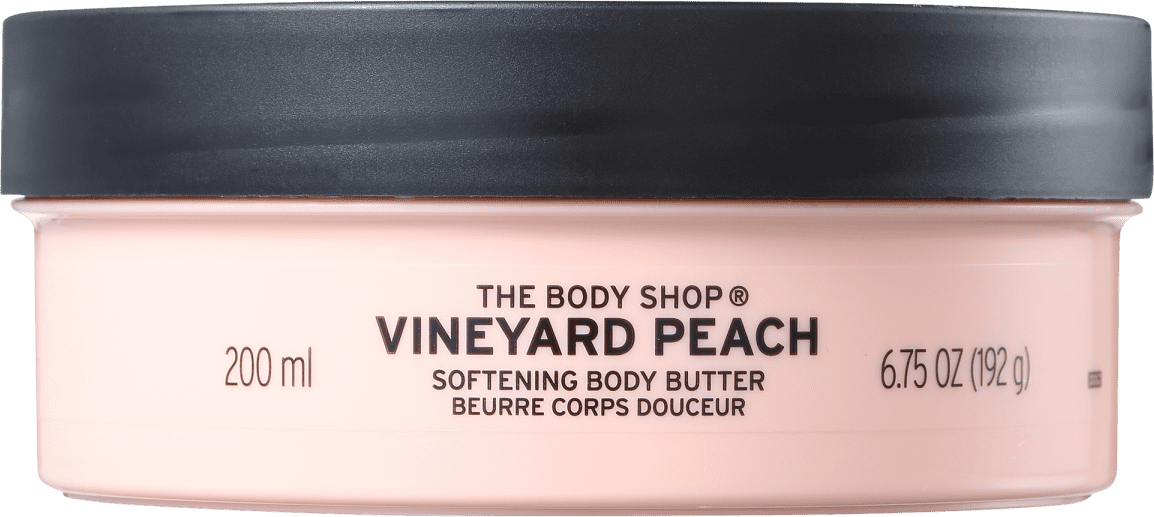 THE BODY SHOP®
VINEYARD PEACH
SOFTENING BODY BUTTER
BEURRE CORPS DOUCEUR
200 ml
6.75 OZ (192 g)